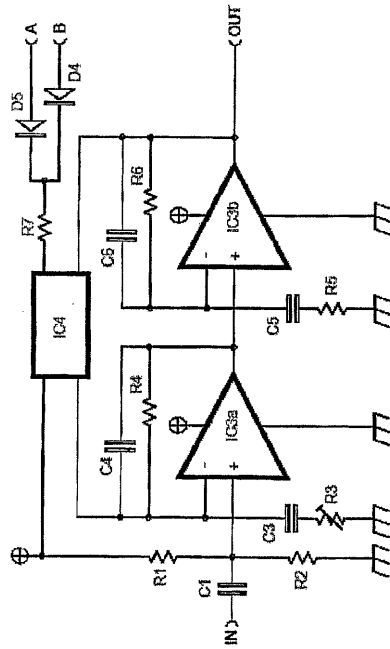 A
B
D5
D4
R7
IC4
C6
R6
C4
R4
IC3b
-
+
OUT
IC3a
-
+
C5
R5
R1
C3
R3
IN
C1
R2